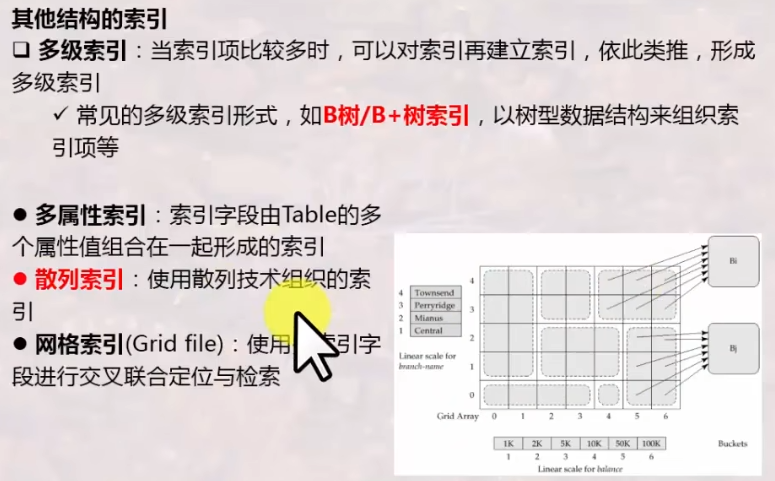 其他结构的索引
❑ 多级索引：当索引项比较多时，可以对索引再建立索引，依此类推，形成
多级索引
✓ 常见的多级索引形式，如B树/B+树索引，以树型数据结构来组织索
引项等
● 多属性索引：索引字段由Table的多
个属性值组合在一起形成的索引
● 散列索引：使用散列技术组织的索
引
● 网格索引(Grid file)：使用 索引字
段进行交叉联合定位与检索
4 Townsend
3 Perryridge
2 Mianus
1 Central
Linear scale for
branch-name
4
3
2
1
0
Grid Array 0 1 2 3 4 5 6
Bi
Bj
1K 2K 5K 10K 50K 100K
1 2 3 4 5 6
Linear scale for balance
Buckets